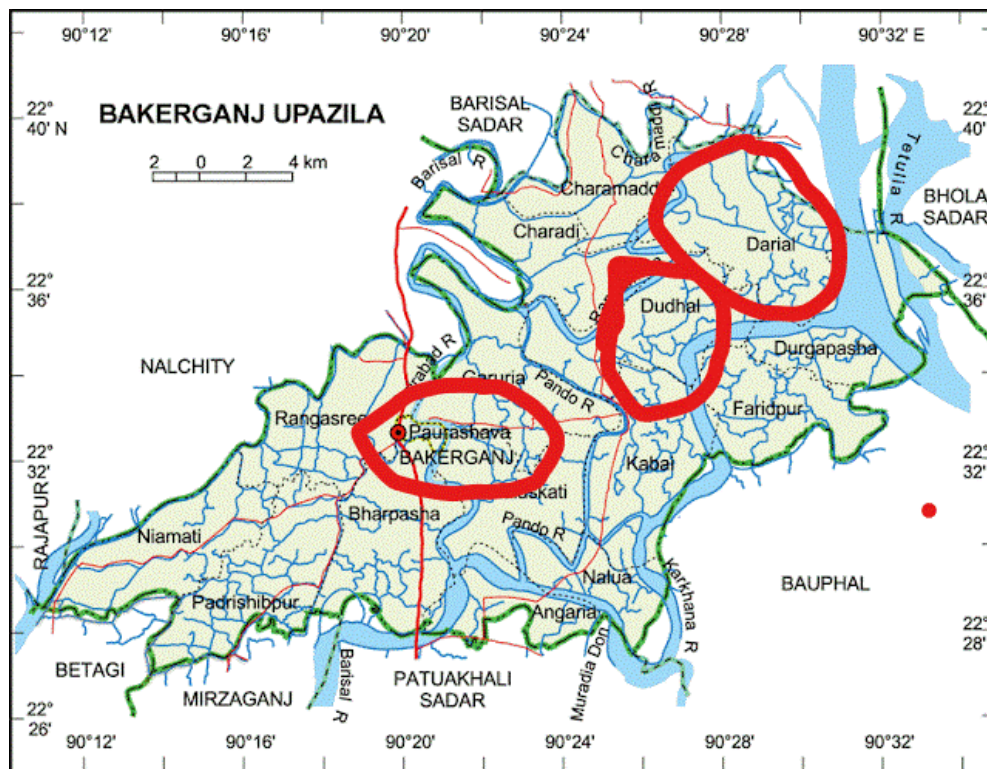 90°12' 90°16' 90°20' 90°24' 90°28' 90°32' E
22° 40' N
BAKERGANJ UPAZILA
BARISAL SADAR
22° 40'
2 0 2 4 km
Barisal R
Chara
R
Charamadd
Tetulia R
BHOLA SADAR
Charadi
Darial
22° 36'
22° 36'
Dudhal
NALCHITY
Durgapasha
Pando R
Rangasree
Faridpur
Paurashava
BAKERGANJ
22° 32'
22° 32'
Kabai
Bharpasha
Niamati
Pando R
RAJAPUR
Nalua
BAUPHAL
Padrishibpur
Angaria
Karkhana R
22° 28'
BETAGI
Barisal R
PATUAKHALI SADAR
Muradia Don
MIRZAGANJ
22° 26'
90°12' 90°16' 90°20' 90°24' 90°28' 90°32'